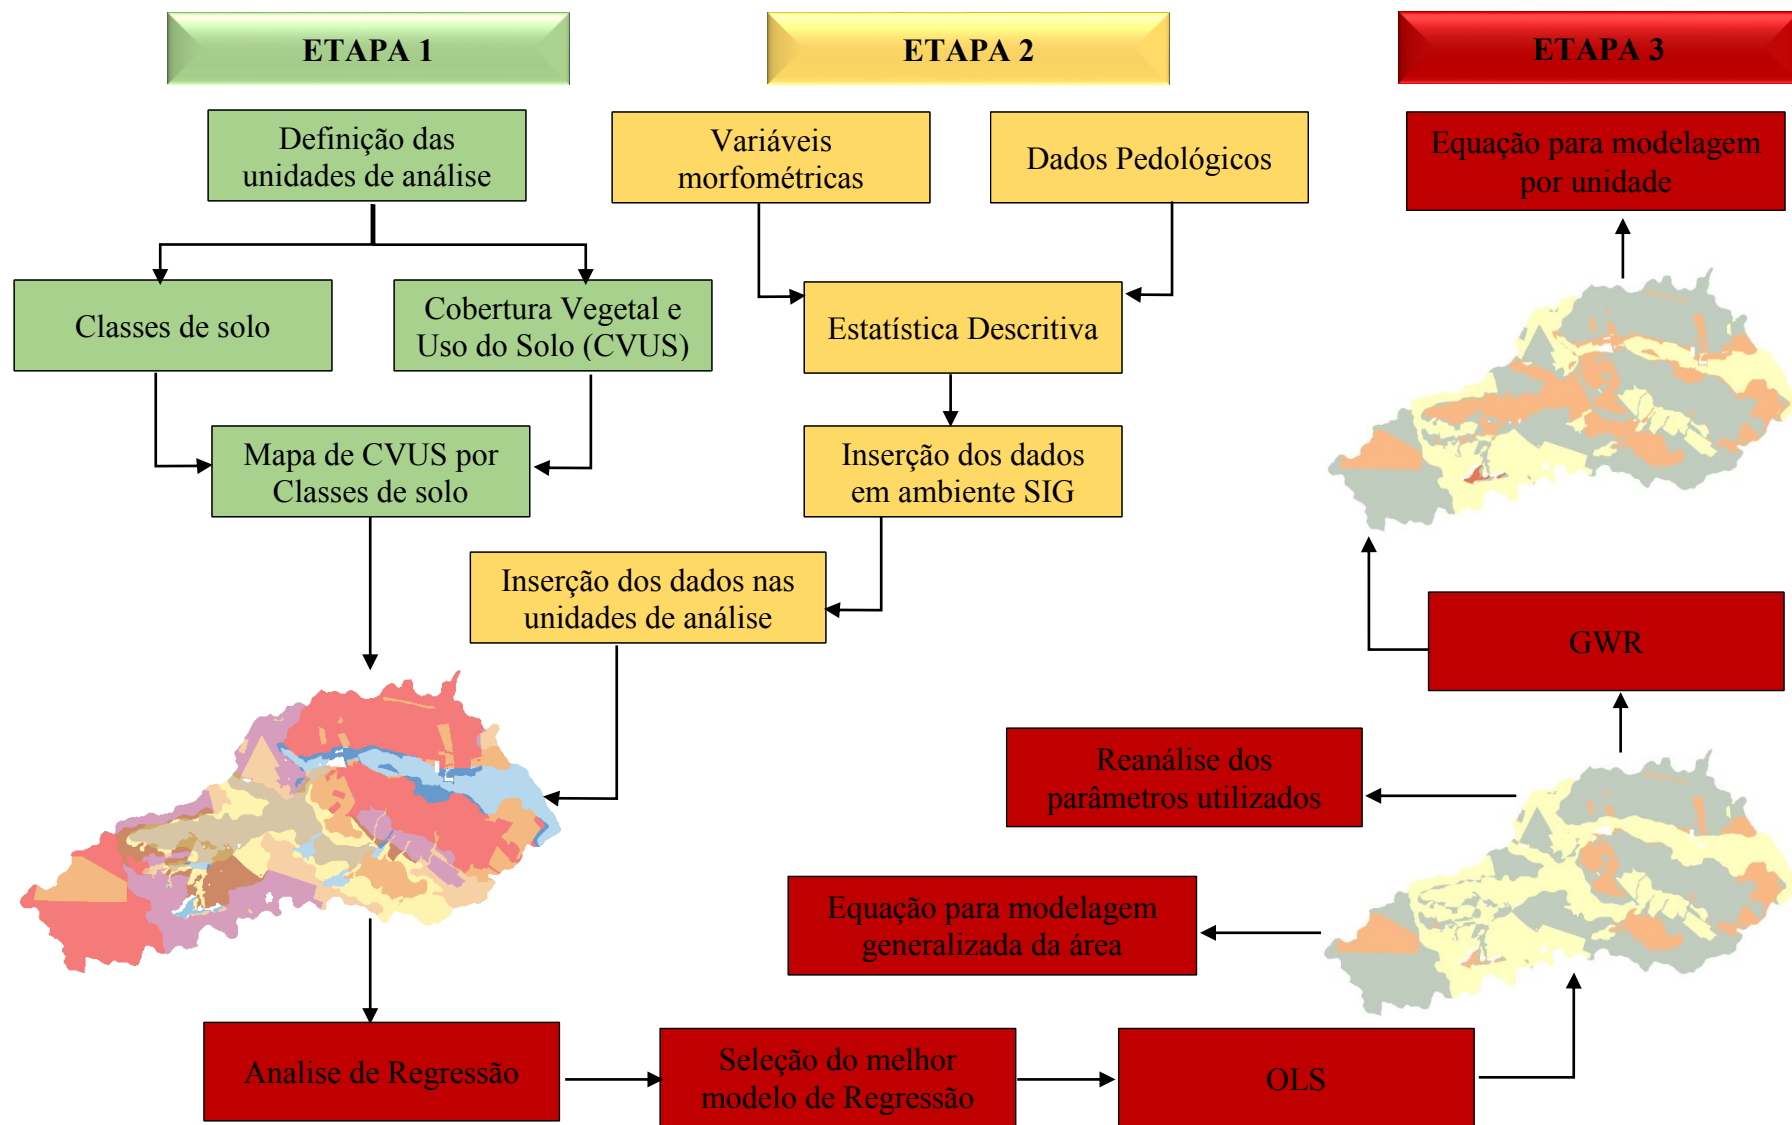 ETAPA 1
ETAPA 2
ETAPA 3
Definição das
unidades de análise
Variáveis
morfométricas
Dados Pedológicos
Equação para modelagem
por unidade
Classes de solo
Cobertura Vegetal e
Uso do Solo (CVUS)
Estatística Descritiva
Mapa de CVUS por
Classes de solo
Inserção dos dados
em ambiente SIG
Inserção dos dados nas
unidades de análise
GWR
Reanálise dos
parâmetros utilizados
Equação para modelagem
generalizada da área
Analise de Regressão
Seleção do melhor
modelo de Regressão
OLS